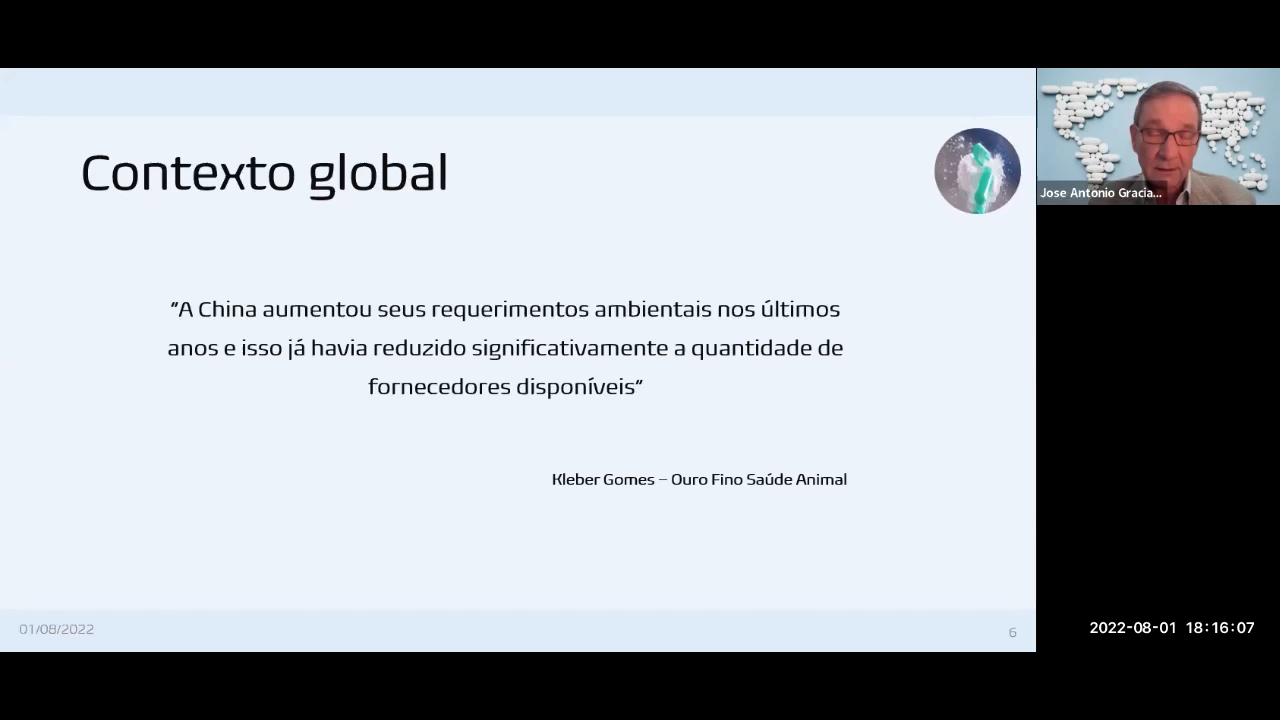 Contexto global
Jose Antonio Gracia...
“A China aumentou seus requerimentos ambientais nos últimos
anos e isso já havia reduzido significativamente a quantidade de
fornecedores disponíveis”
Kleber Gomes – Ouro Fino Saúde Animal
01/08/2022
6
2022-08-01 18:16:07